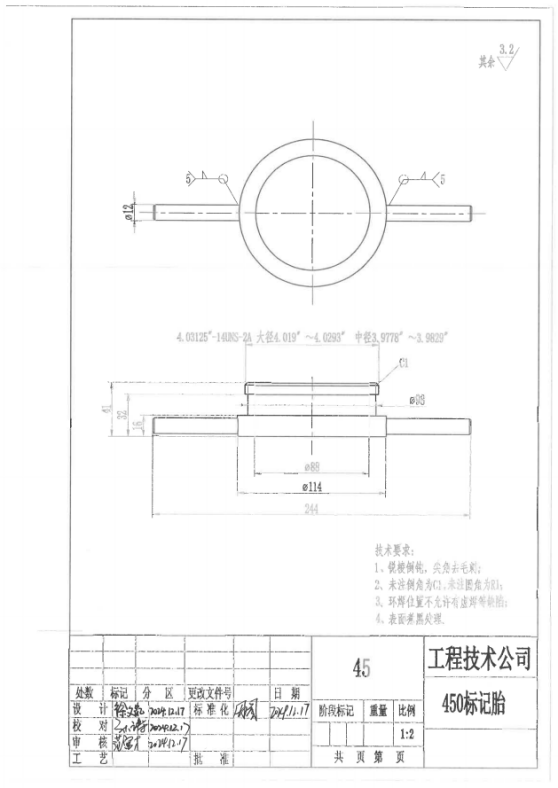 其余 3.2
5 5
ø12
4.03125"-14UNS-2A 大径4.019"～4.0293" 中径3.9778"～3.9829"
C1
ø98
41
32
16
ø88
ø114
244
技术要求：
1、锐棱倒钝，尖角去毛刺；
2、未注倒角为C1，未注圆角为R1；
3、环焊位置不允许有虚焊等缺陷；
4、表面发黑处理.
45
工程技术公司
450标记胎
处数 标记 分 区 更改文件号 日 期
设 计 2024.12.17 标准化
校 对 2024.12.17
审 核 2024.12.17
工 艺 批 准
阶段标记 重量 比例
1:2
共 页 第 页